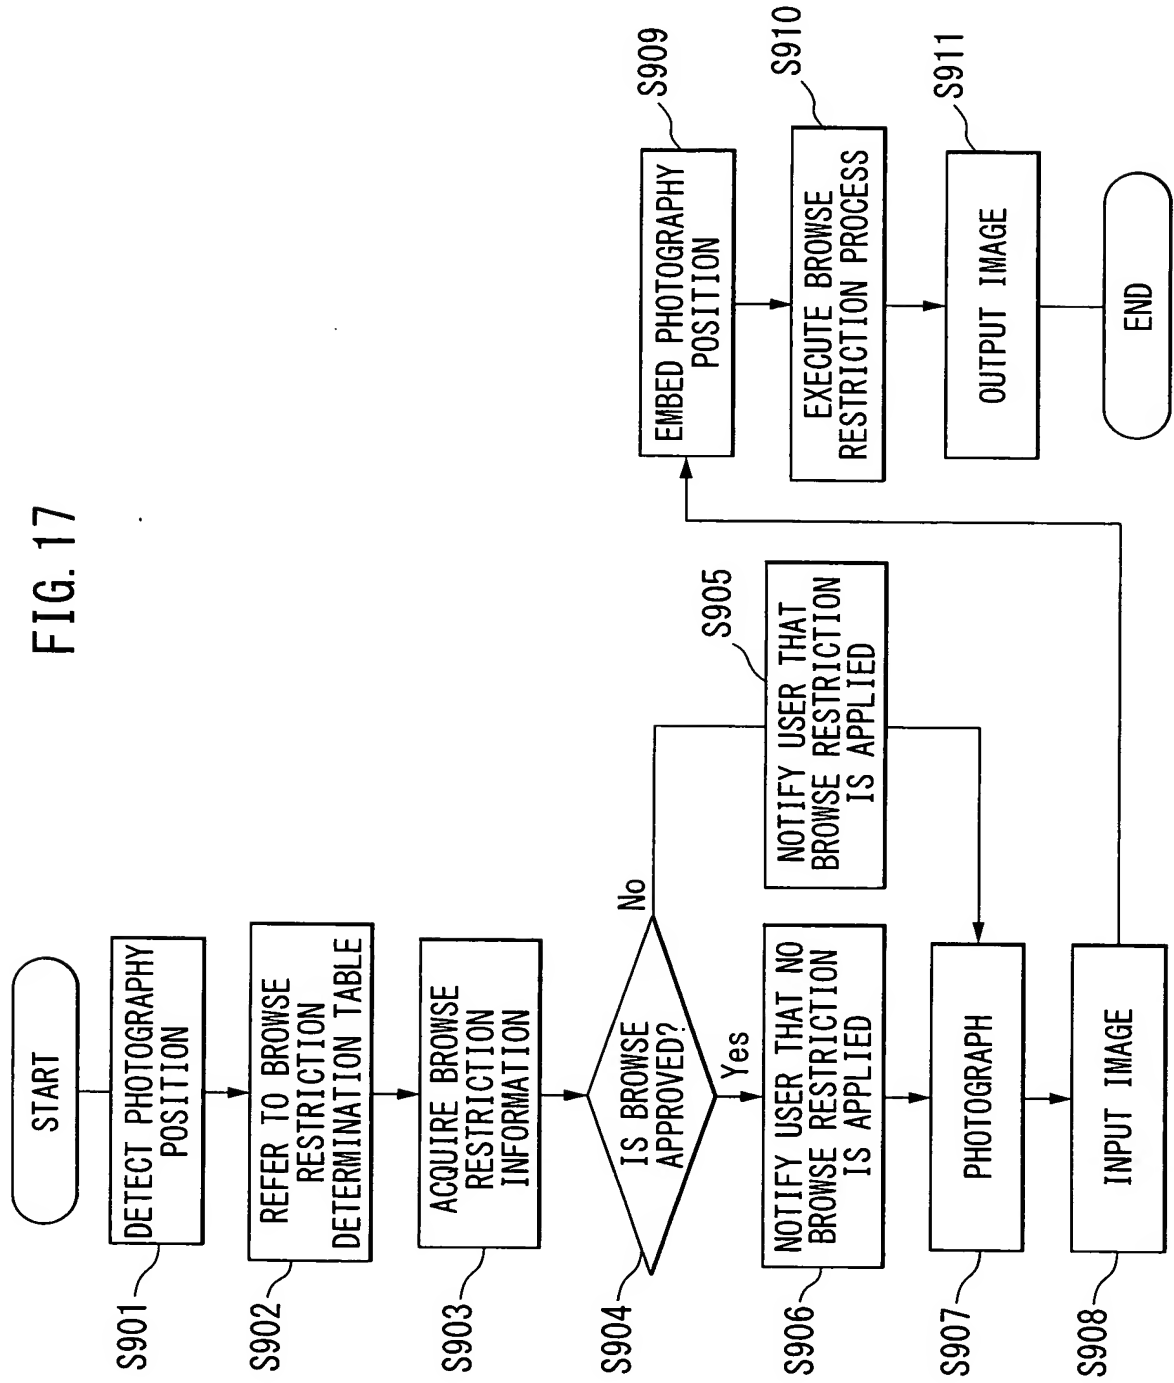 FIG. 17
START
S901
DETECT PHOTOGRAPHY
POSITION
S902
REFER TO BROWSE
RESTRICTION
DETERMINATION TABLE
S903
ACQUIRE BROWSE
RESTRICTION
INFORMATION
S904
IS BROWSE
APPROVED?
No
Yes
S905
NOTIFY USER THAT
BROWSE RESTRICTION
IS APPLIED
S906
NOTIFY USER THAT NO
BROWSE RESTRICTION
IS APPLIED
S907
PHOTOGRAPH
S908
INPUT IMAGE
S909
EMBED PHOTOGRAPHY
POSITION
S910
EXECUTE BROWSE
RESTRICTION PROCESS
S911
OUTPUT IMAGE
END